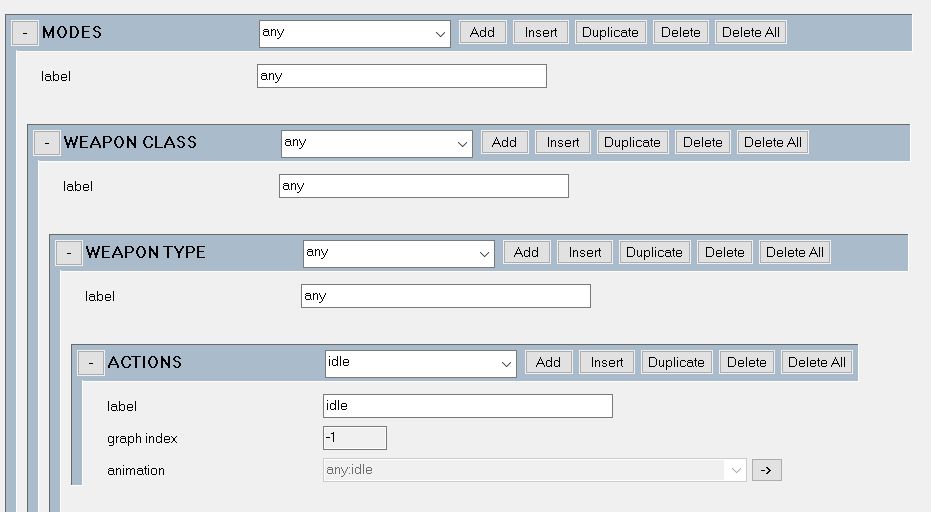 - MODES any Add Insert Duplicate Delete Delete All
label any
- WEAPON CLASS any Add Insert Duplicate Delete Delete All
label any
- WEAPON TYPE any Add Insert Duplicate Delete Delete All
label any
- ACTIONS idle Add Insert Duplicate Delete Delete All
label idle
graph index -1
animation any:idle ->